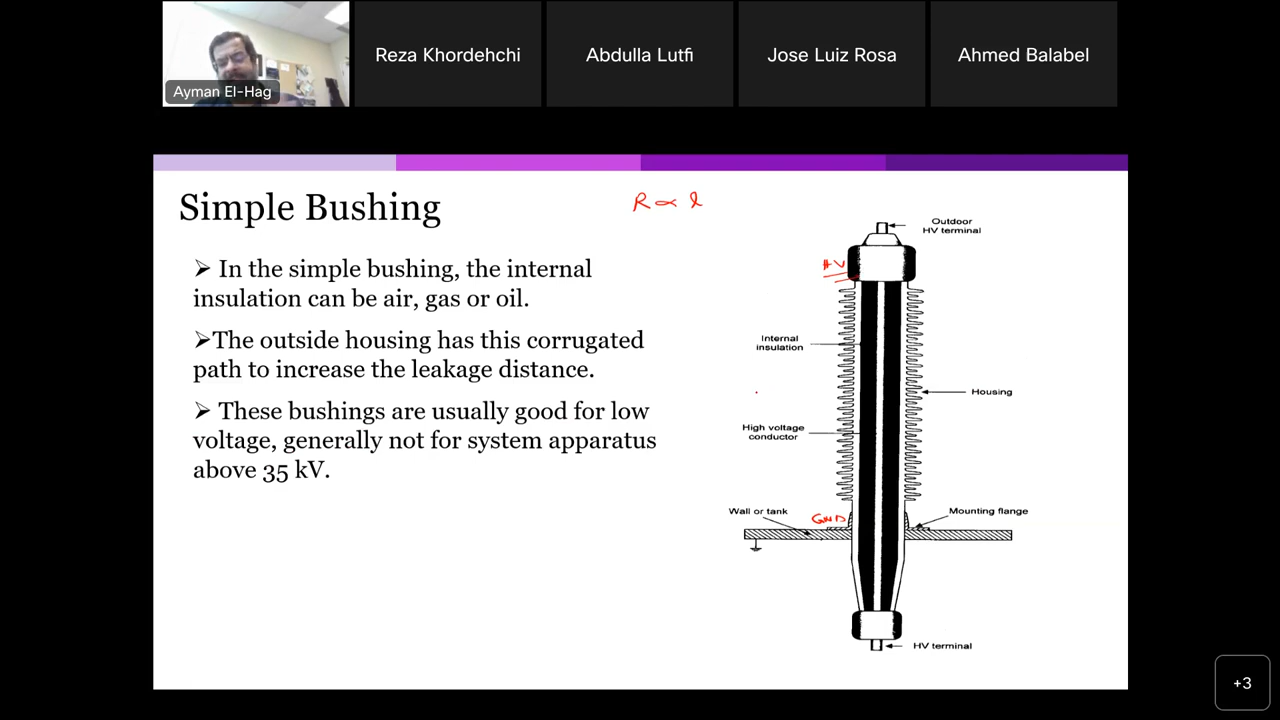 Reza Khordehchi
Abdulla Lutfi
Jose Luiz Rosa
Ahmed Balabel
Ayman El-Hag
Simple Bushing
R ∝ l
➢ In the simple bushing, the internal
insulation can be air, gas or oil.
➢The outside housing has this corrugated
path to increase the leakage distance.
➢ These bushings are usually good for low
voltage, generally not for system apparatus
above 35 kV.
Outdoor
HV terminal
HV
Internal
insulation
Housing
High voltage
conductor
Wall or tank
GND
Mounting flange
HV terminal
+3